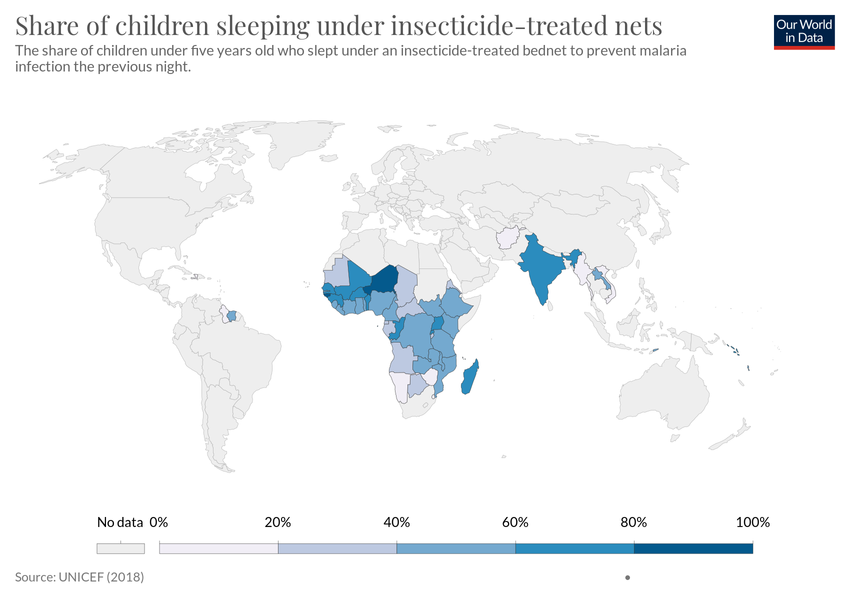 Share of children sleeping under insecticide-treated nets
Our World
in Data
The share of children under five years old who slept under an insecticide-treated bednet to prevent malaria
infection the previous night.
No data 0% 20% 40% 60% 80% 100%
Source: UNICEF (2018)
•